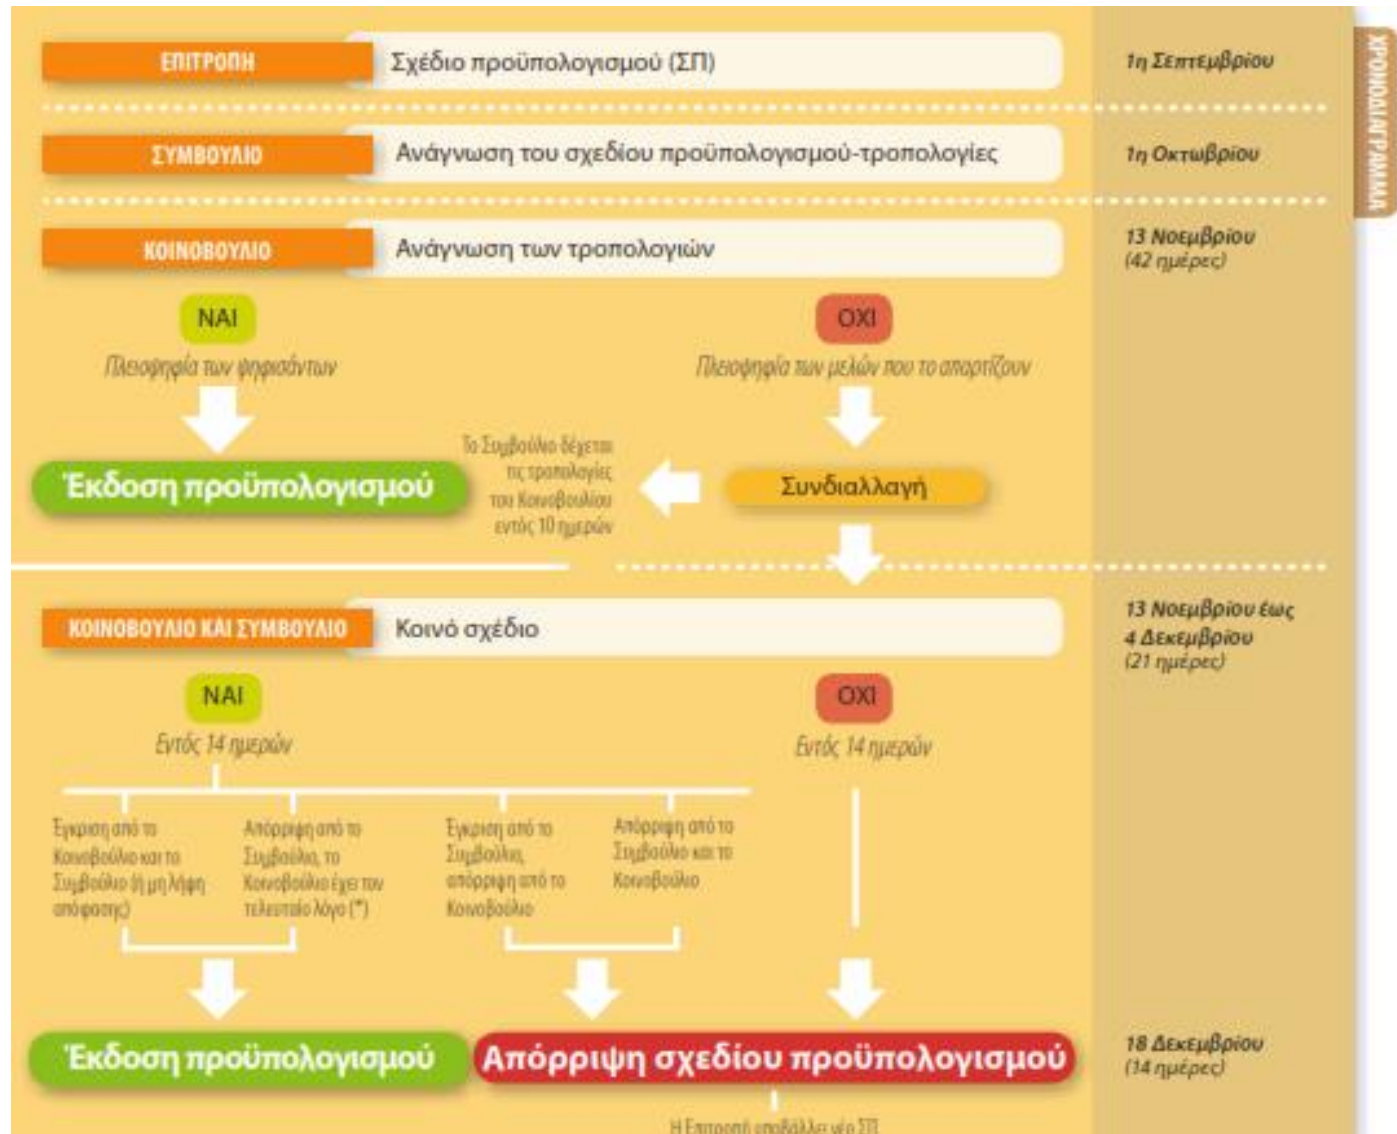 ΕΠΙΤΡΟΠΗ
Σχέδιο προϋπολογισμού (ΣΠ)
1η Σεπτεμβρίου
ΧΡΟΝΟΔΙΑΓΡΑΜΜΑ
ΣΥΜΒΟΥΛΙΟ
Ανάγνωση του σχεδίου προϋπολογισμού-τροπολογίες
1η Οκτωβρίου
ΚΟΙΝΟΒΟΥΛΙΟ
Ανάγνωση των τροπολογιών
13 Νοεμβρίου
(42 ημέρες)
ΝΑΙ
Πλειοψηφία των ψηφισάντων
ΟΧΙ
Πλειοψηφία των μελών που το απαρτίζουν
Έκδοση προϋπολογισμού
Το Συμβούλιο δέχεται
τις τροπολογίες
του Κοινοβουλίου
εντός 10 ημερών
Συνδιαλλαγή
ΚΟΙΝΟΒΟΥΛΙΟ ΚΑΙ ΣΥΜΒΟΥΛΙΟ
Κοινό σχέδιο
13 Νοεμβρίου έως
4 Δεκεμβρίου
(21 ημέρες)
ΝΑΙ
Εντός 14 ημερών
ΟΧΙ
Εντός 14 ημερών
Έγκριση από το
Κοινοβούλιο και το
Συμβούλιο (ή μη λήψη
απόφασης)
Απόρριψη από το
Συμβούλιο, το
Κοινοβούλιο έχει τον
τελευταίο λόγο (*)
Έγκριση από το
Συμβούλιο,
απόρριψη από το
Κοινοβούλιο
Απόρριψη από το
Συμβούλιο και το
Κοινοβούλιο
Έκδοση προϋπολογισμού
Απόρριψη σχεδίου προϋπολογισμού
18 Δεκεμβρίου
(14 ημέρες)
Η Επιτροπή υποβάλλει νέο ΣΠ